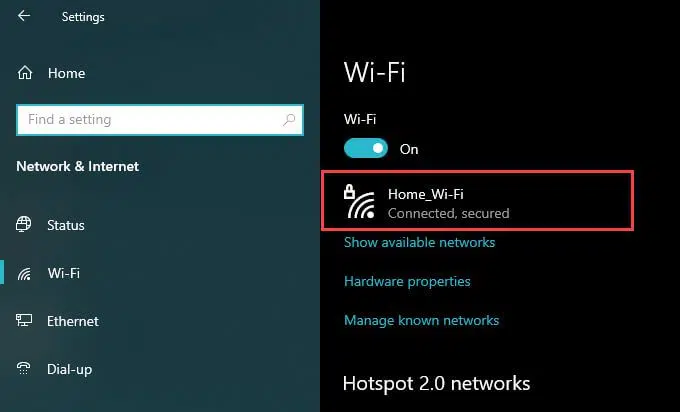 Settings
Home
Find a setting
Network & Internet
Status
Wi-Fi
Ethernet
Dial-up
Wi-Fi
Wi-Fi
On
Home_Wi-Fi
Connected, secured
Show available networks
Hardware properties
Manage known networks
Hotspot 2.0 networks